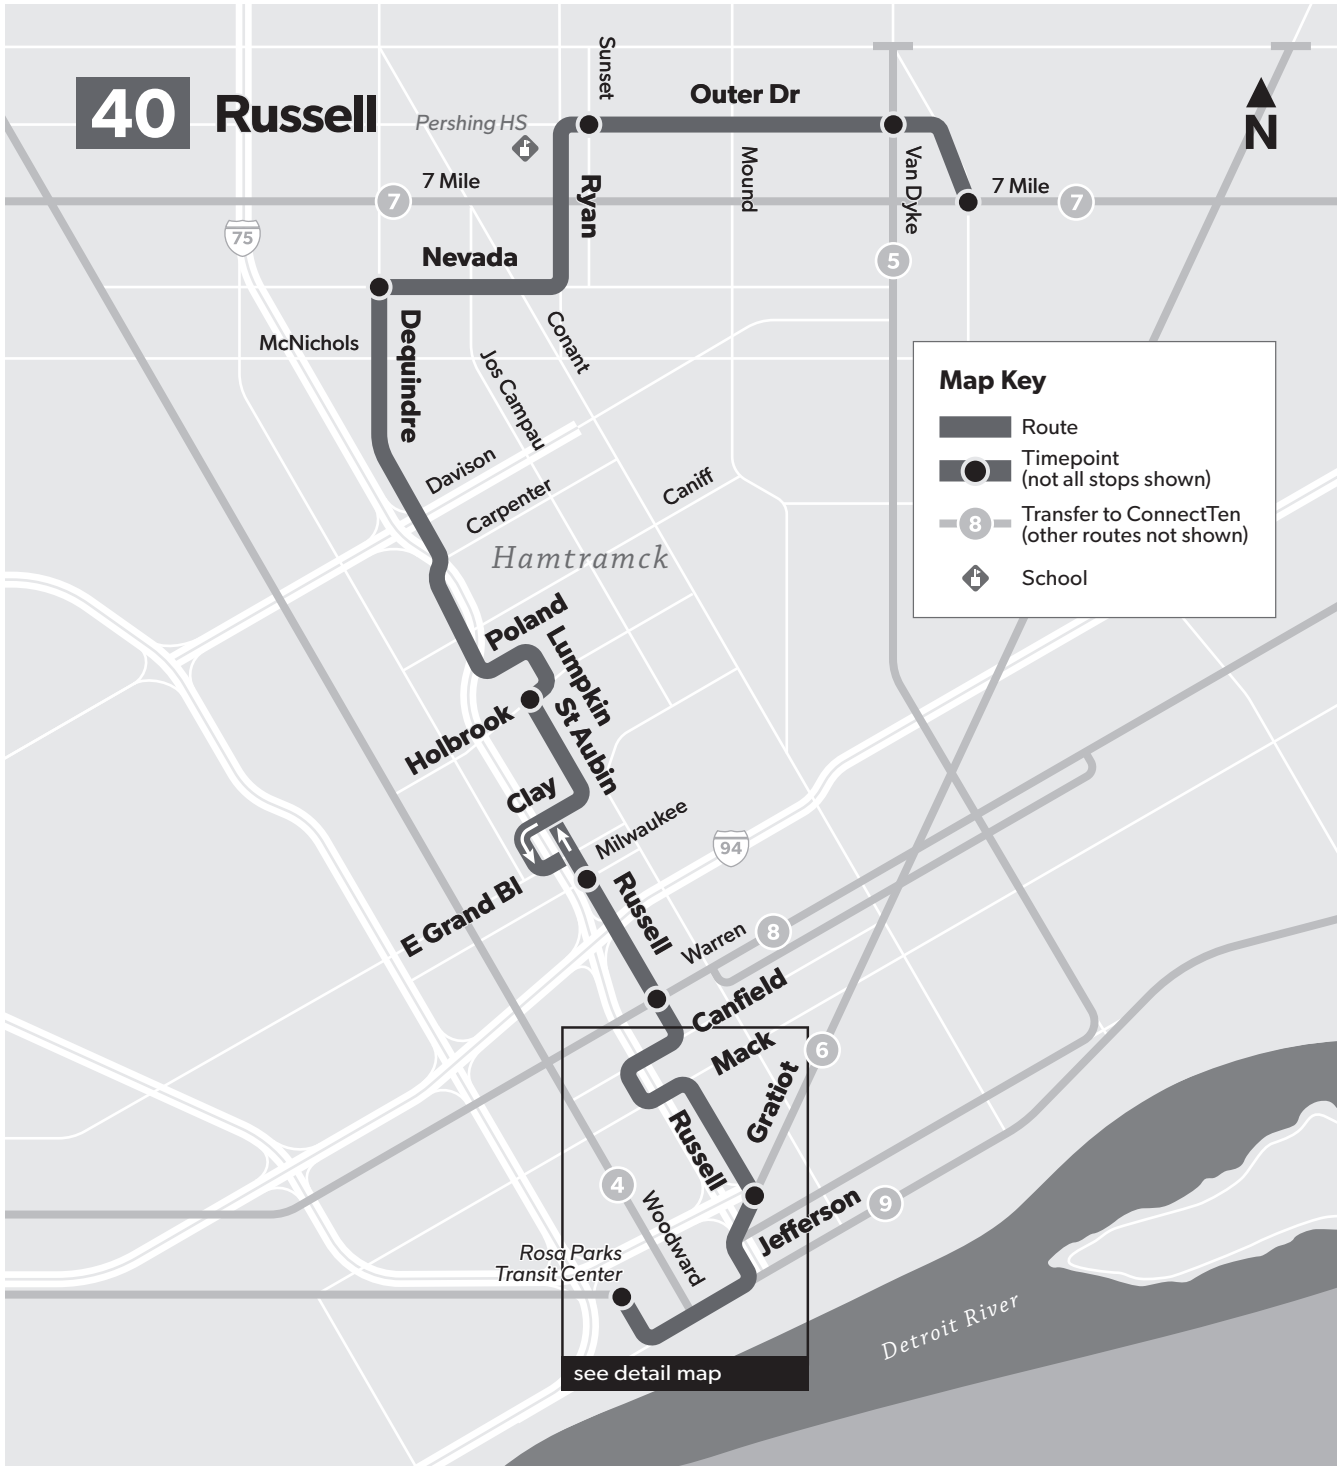 40 Russell
Sunset
Outer Dr
Pershing HS
N
7 Mile
7
Ryan
Mound
Van Dyke
7 Mile
7
75
Nevada
5
McNichols
Dequindre
Conant
Jos Campau
Davison
Carpenter
Caniff
Hamtramck
Map Key
Route
Timepoint
(not all stops shown)
8
Transfer to ConnectTen
(other routes not shown)
School
Poland
Lumpkin
Holbrook
St Aubin
Clay
Milwaukee
94
E Grand Bl
Russell
Warren
8
Canfield
Mack
6
Gratiot
Russell
4
Woodward
Jefferson
9
Rosa Parks
Transit Center
Detroit River
see detail map